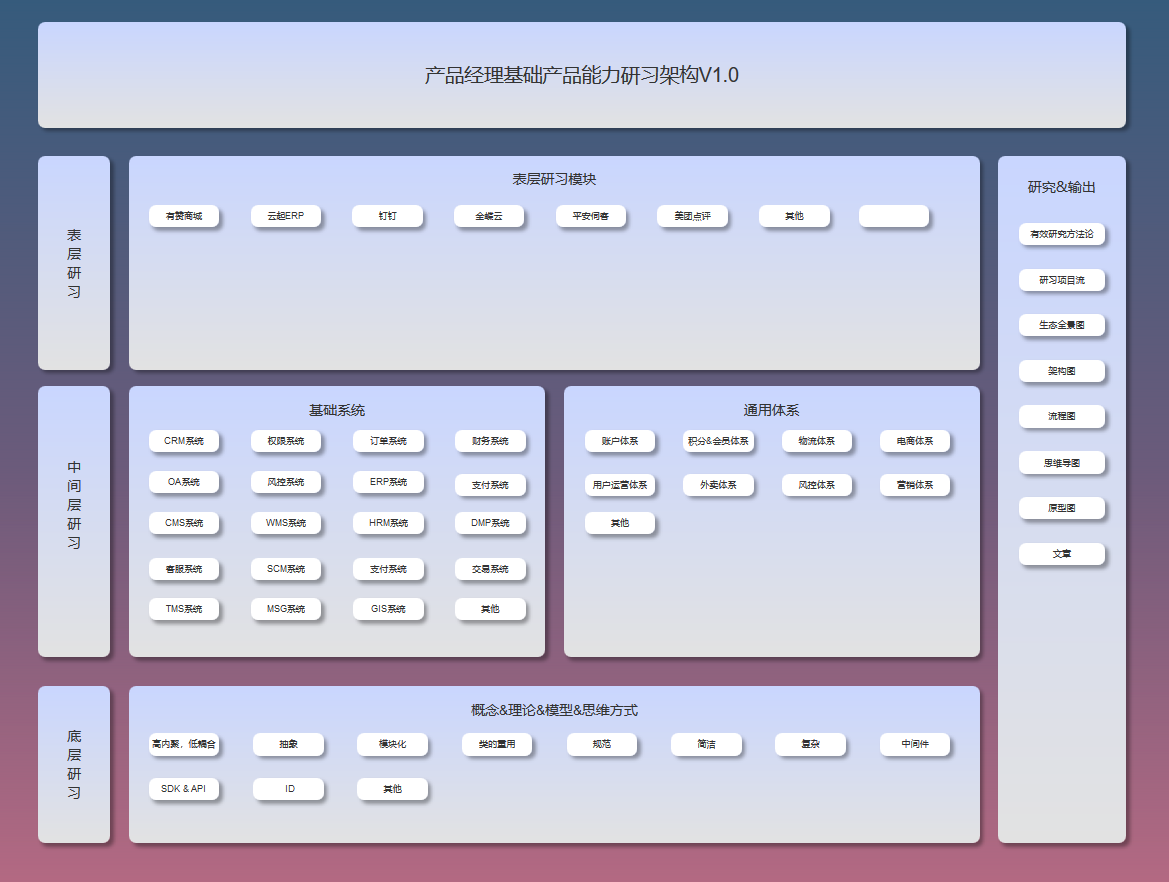 产品经理基础产品能力研习架构V1.0
表层研习
表层研习模块
有赞商城
云起ERP
钉钉
金蝶云
平安伺客
美团点评
其他
中间层研习
基础系统
CRM系统
权限系统
订单系统
财务系统
OA系统
风控系统
ERP系统
支付系统
CMS系统
WMS系统
HRM系统
DMP系统
客服系统
SCM系统
支付系统
交易系统
TMS系统
MSG系统
GIS系统
其他
通用体系
账户体系
积分&会员体系
物流体系
电商体系
用户运营体系
外卖体系
风控体系
营销体系
其他
底层研习
概念&理论&模型&思维方式
高内聚，低耦合
抽象
模块化
类的重用
规范
简洁
复杂
中间件
SDK & API
ID
其他
研究&输出
有效研究方法论
研习项目流
生态全景图
架构图
流程图
思维导图
原型图
文章